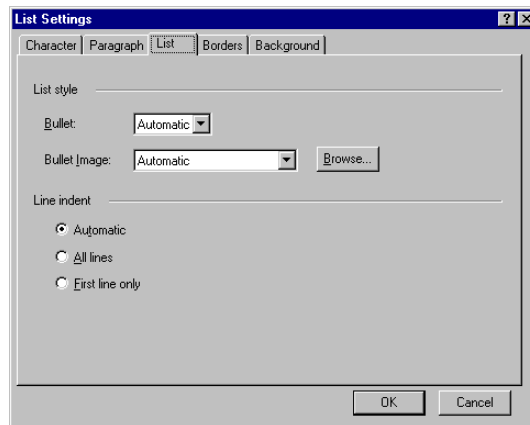 List Settings
Character Paragraph List Borders Background
List style
Bullet: Automatic
Bullet Image: Automatic Browse...
Line indent
Automatic
All lines
First line only
OK Cancel